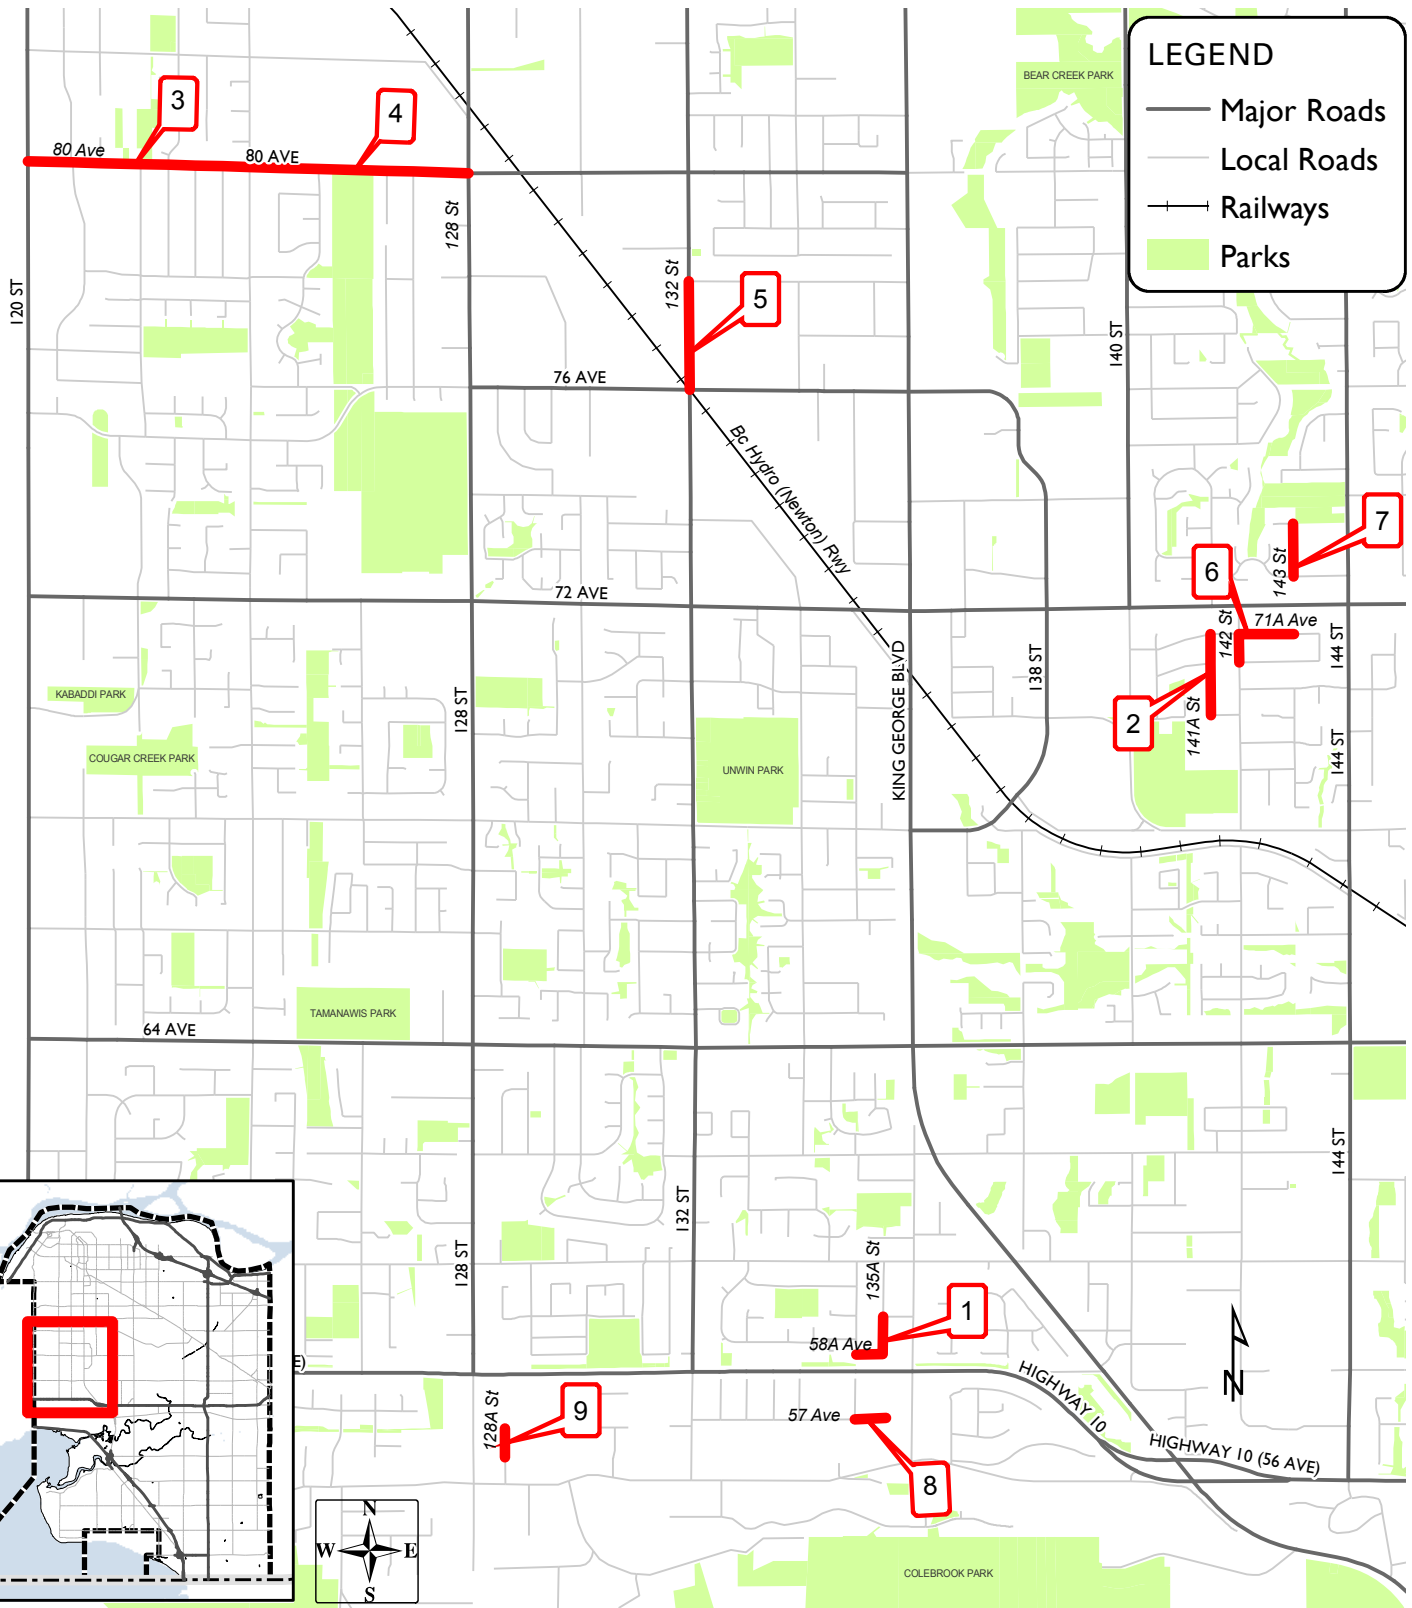 LEGEND
Major Roads
Local Roads
Railways
Parks
BEAR CREEK PARK
3
4
80 Ave
80 AVE
128 St
120 ST
132 St
5
140 ST
76 AVE
Bc Hydro (Newton) Rwy
7
6
143 St
72 AVE
142 St
71A Ave
144 ST
KING GEORGE BLVD
138 ST
2
141A St
144 ST
KABADDI PARK
128 ST
COUGAR CREEK PARK
UNWIN PARK
TAMANAWIS PARK
64 AVE
144 ST
132 ST
128 ST
135A St
1
58A Ave
E)
HIGHWAY 10
N
128A St
9
57 Ave
HIGHWAY 10 (56 AVE)
8
N
W E
S
COLEBROOK PARK